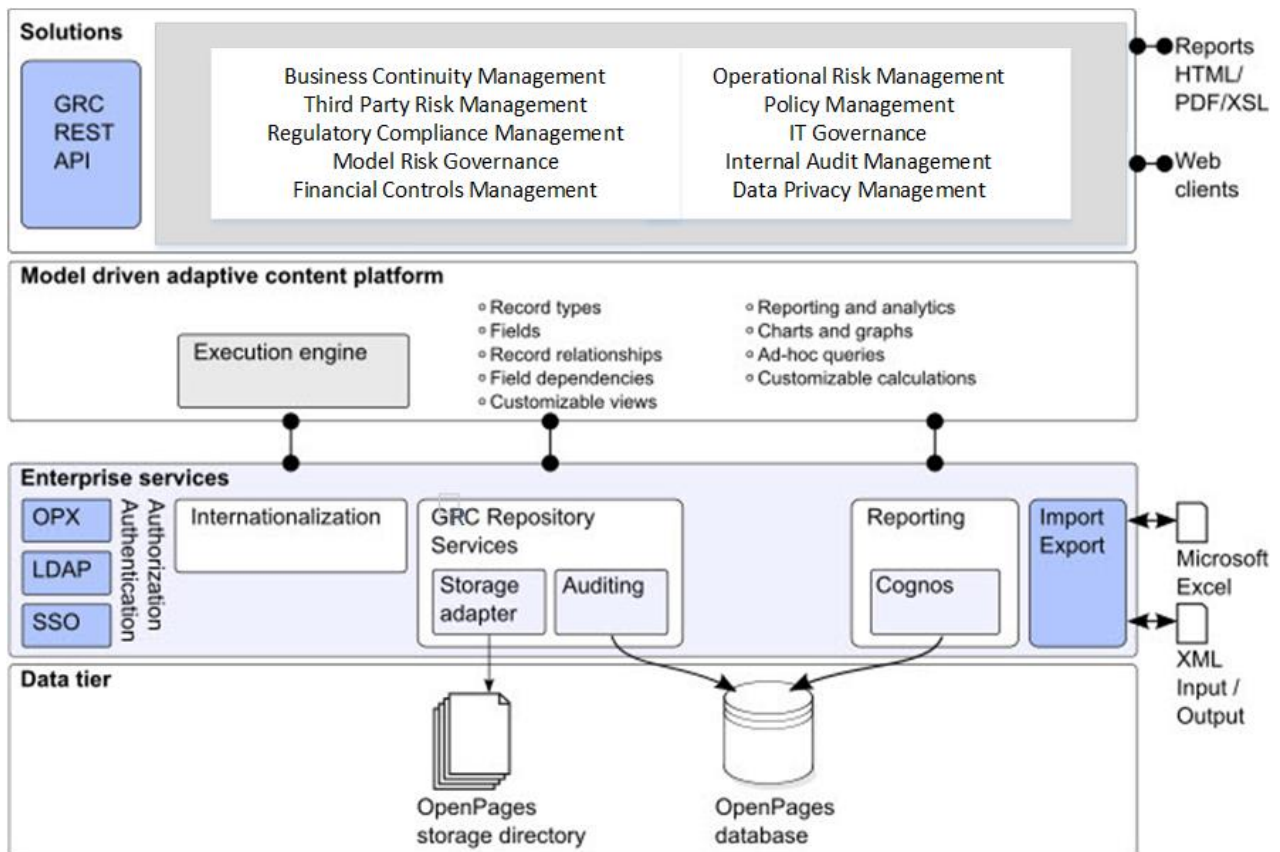 Solutions
GRC
REST
API
Business Continuity Management
Third Party Risk Management
Regulatory Compliance Management
Model Risk Governance
Financial Controls Management
Operational Risk Management
Policy Management
IT Governance
Internal Audit Management
Data Privacy Management
Reports
HTML/
PDF/XSL
Web
clients
Model driven adaptive content platform
Execution engine
Record types
Fields
Record relationships
Field dependencies
Customizable views
Reporting and analytics
Charts and graphs
Ad-hoc queries
Customizable calculations
Enterprise services
OPX
LDAP
SSO
Authorization
Authentication
Internationalization
GRC Repository
Services
Storage
adapter
Auditing
Reporting
Cognos
Import
Export
Microsoft
Excel
XML
Input /
Output
Data tier
OpenPages
storage directory
OpenPages
database